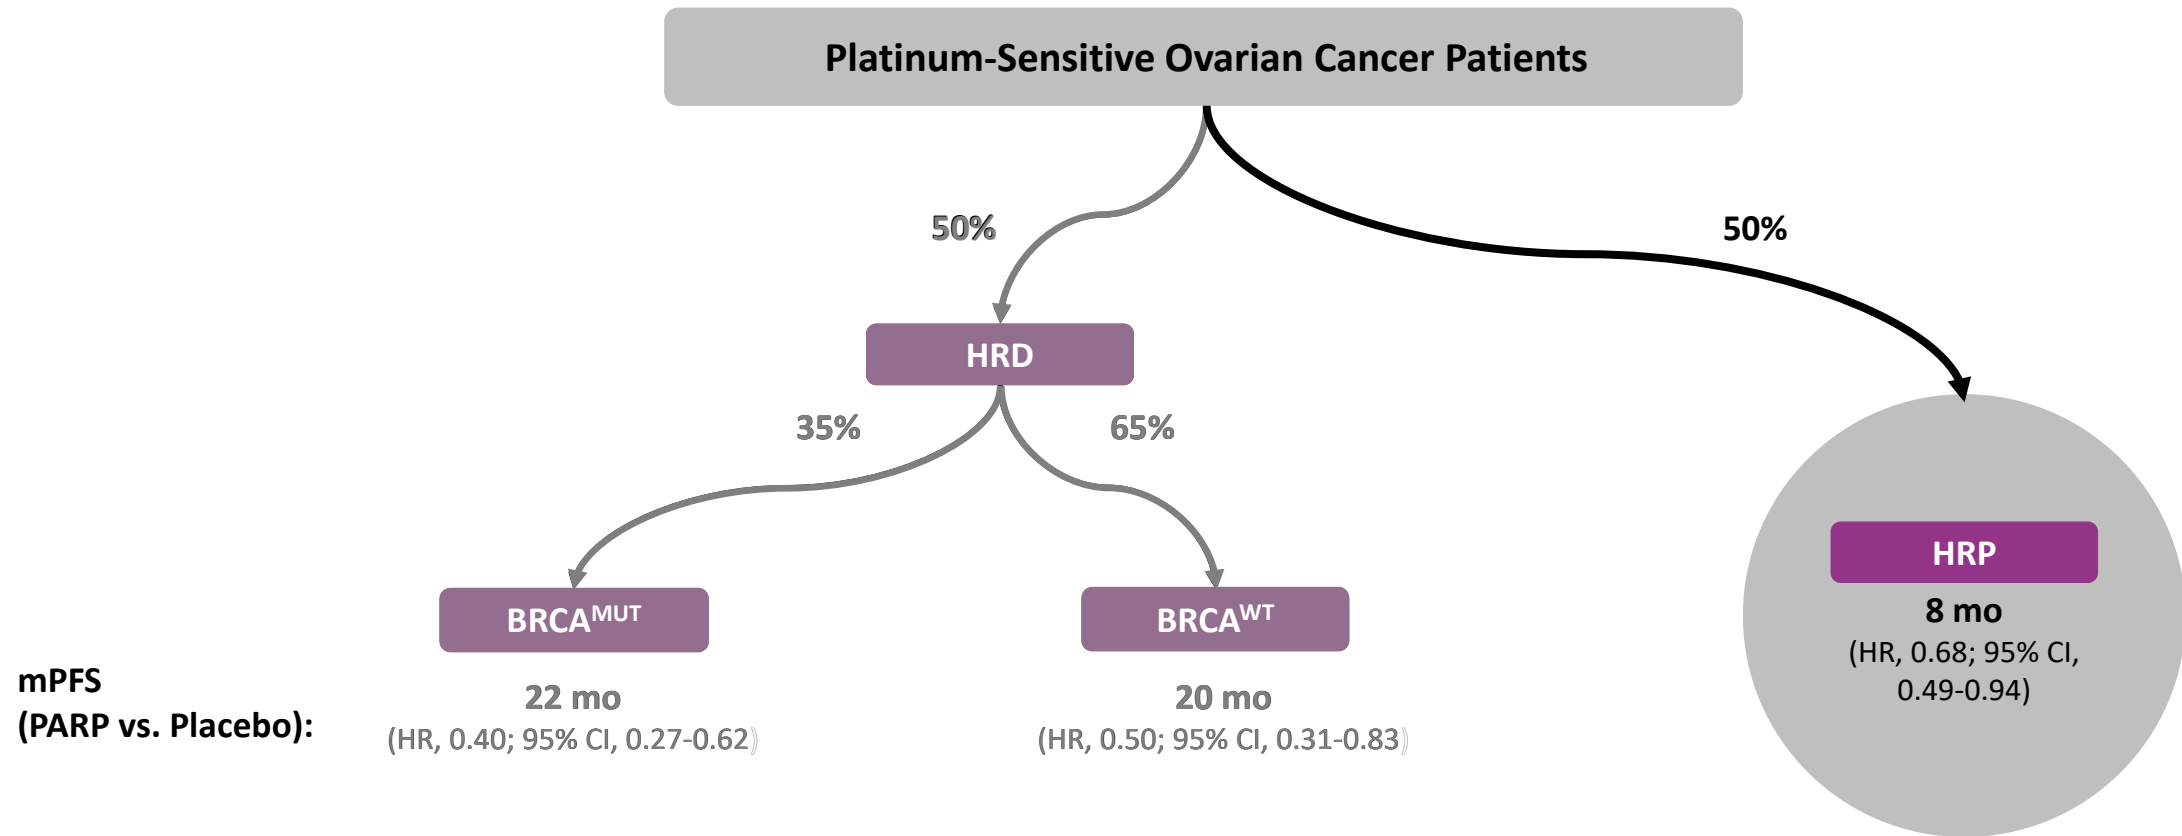 Platinum-Sensitive Ovarian Cancer Patients
50%
50%
HRD
35%
65%
BRCAᴹᵁᵀ
BRCAᵂᵀ
HRP
8 mo
(HR, 0.68; 95% CI,
0.49-0.94)
mPFS
(PARP vs. Placebo):
22 mo
(HR, 0.40; 95% CI, 0.27-0.62)
20 mo
(HR, 0.50; 95% CI, 0.31-0.83)